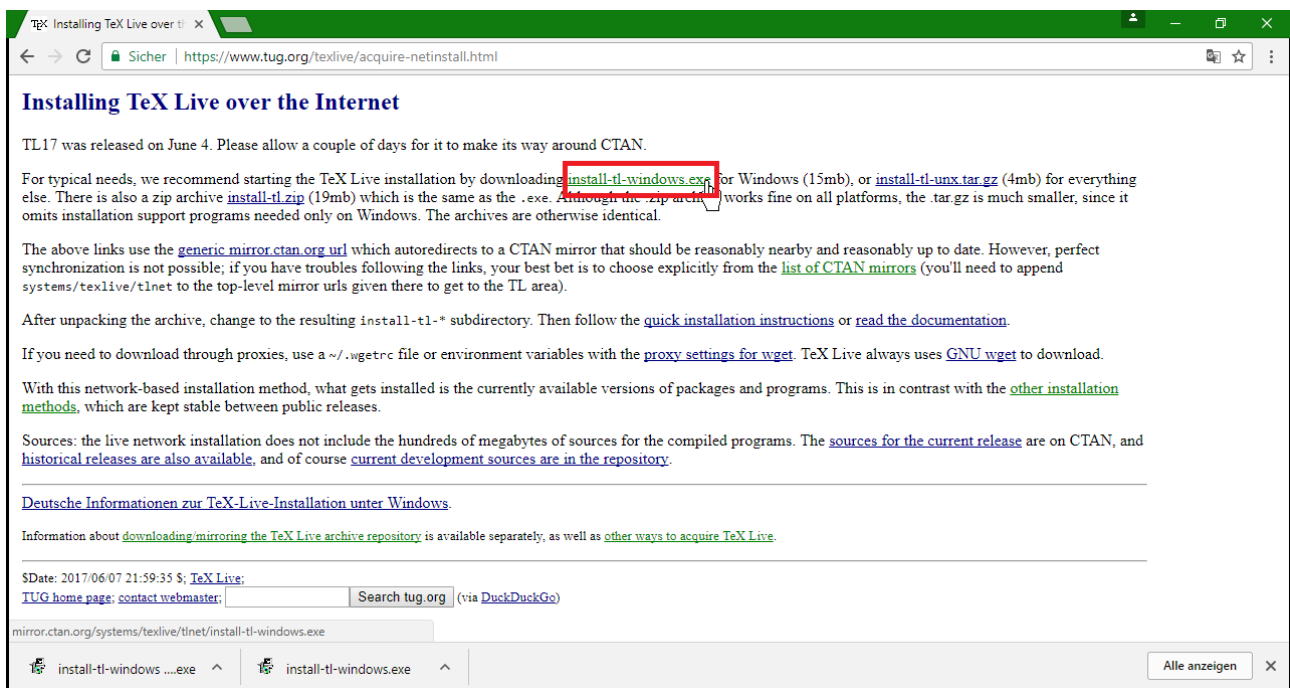 TEX Installing TeX Live over th
Sicher | https://www.tug.org/texlive/acquire-netinstall.html
Installing TeX Live over the Internet
TL17 was released on June 4. Please allow a couple of days for it to make its way around CTAN.
For typical needs, we recommend starting the TeX Live installation by downloading install-tl-windows.exe for Windows (15mb), or install-tl-unx.tar.gz (4mb) for everything
else. There is also a zip archive install-tl.zip (19mb) which is the same as the .exe. Although the .zip archive works fine on all platforms, the .tar.gz is much smaller, since it
omits installation support programs needed only on Windows. The archives are otherwise identical.
The above links use the generic mirror.ctan.org url which autoredirects to a CTAN mirror that should be reasonably nearby and reasonably up to date. However, perfect
synchronization is not possible; if you have troubles following the links, your best bet is to choose explicitly from the list of CTAN mirrors (you'll need to append
systems/texlive/tlnet to the top-level mirror urls given there to get to the TL area).
After unpacking the archive, change to the resulting install-tl-* subdirectory. Then follow the quick installation instructions or read the documentation.
If you need to download through proxies, use a ~/.wgetrc file or environment variables with the proxy settings for wget. TeX Live always uses GNU wget to download.
With this network-based installation method, what gets installed is the currently available versions of packages and programs. This is in contrast with the other installation
methods, which are kept stable between public releases.
Sources: the live network installation does not include the hundreds of megabytes of sources for the compiled programs. The sources for the current release are on CTAN, and
historical releases are also available, and of course current development sources are in the repository.
Deutsche Informationen zur TeX-Live-Installation unter Windows.
Information about downloading/mirroring the TeX Live archive repository is available separately, as well as other ways to acquire TeX Live.
$Date: 2017/06/07 21:59:35 $; TeX Live;
TUG home page; contact webmaster; Search tug.org (via DuckDuckGo)
mirror.ctan.org/systems/texlive/tlnet/install-tl-windows.exe
install-tl-windows ....exe install-tl-windows.exe Alle anzeigen